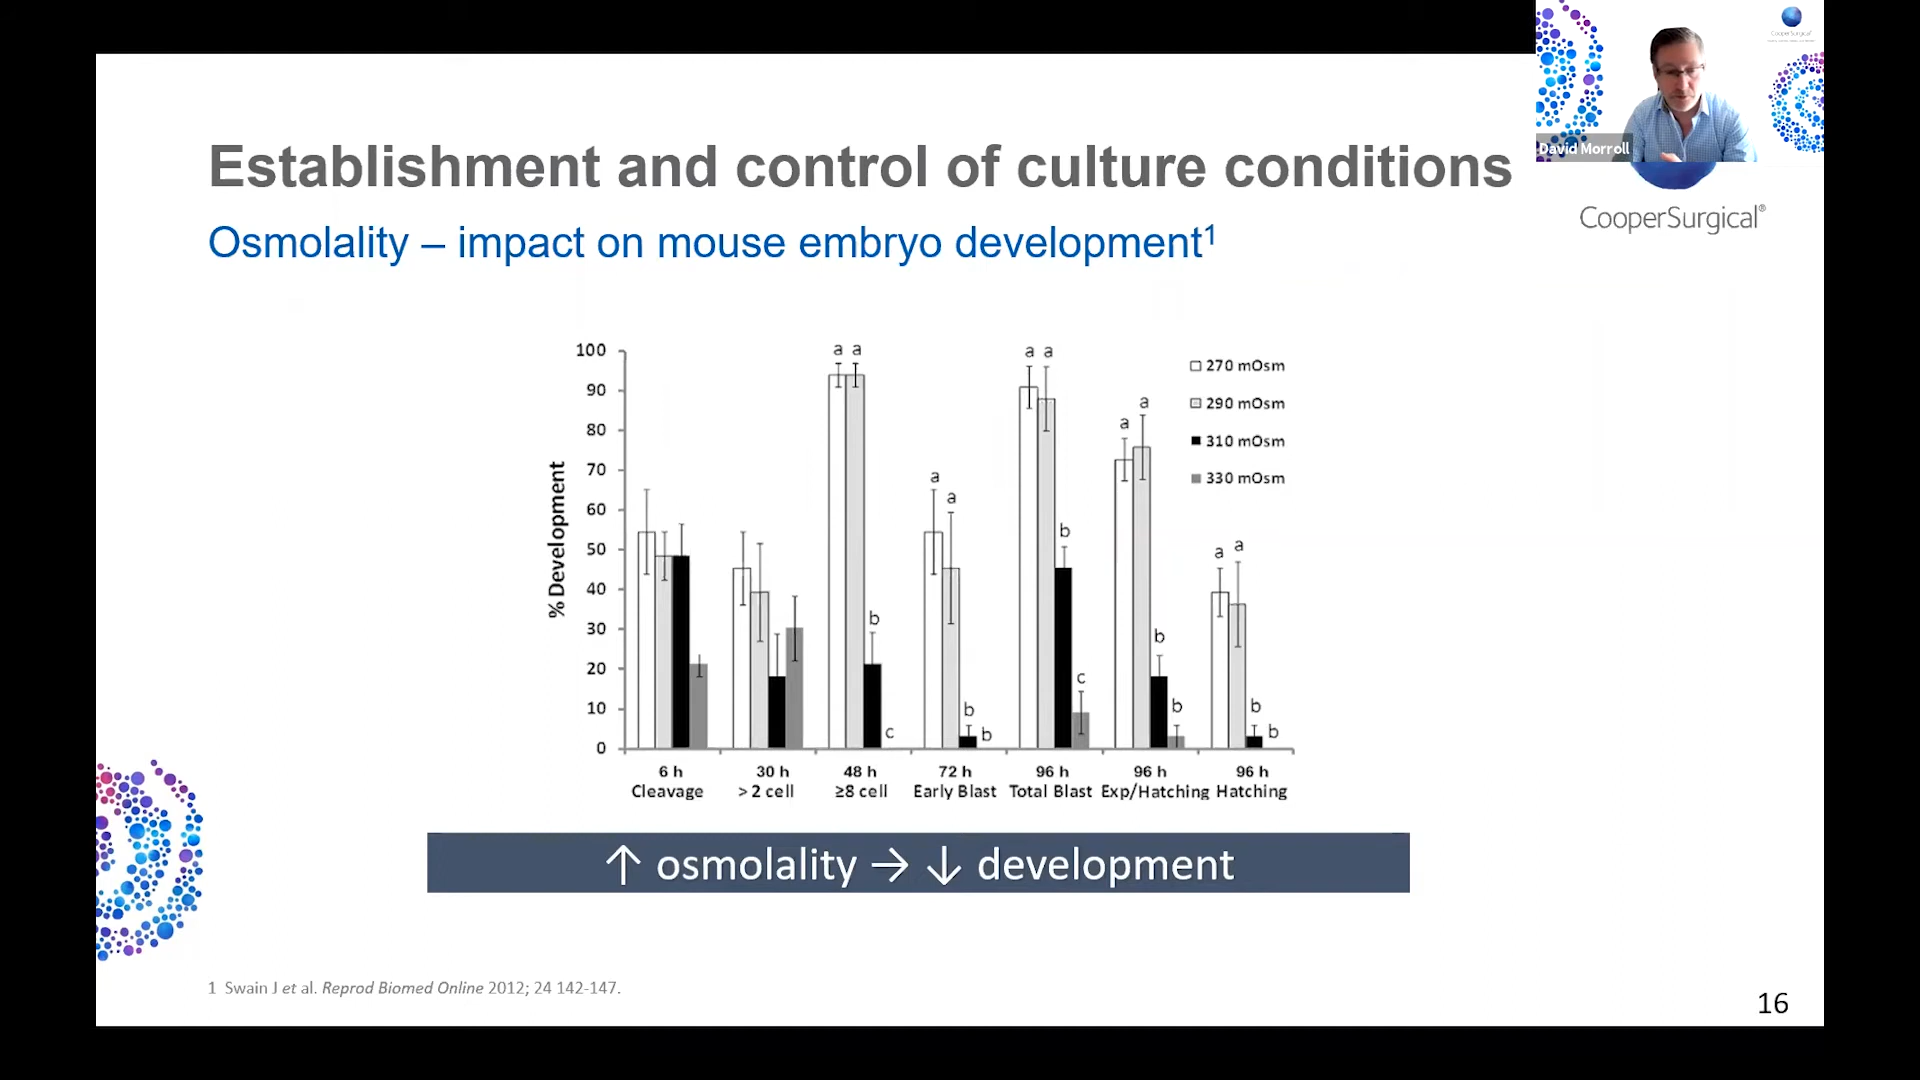 Establishment and control of culture conditions
Osmolality – impact on mouse embryo development¹
David Morroll
CooperSurgical®
100
90
80
70
60
50
40
30
20
10
0
% Development
a a
a
a
a a
a
a
a
a
b
c
b
b
b
c
b
b
b
b
270 mOsm
290 mOsm
310 mOsm
330 mOsm
6 h 30 h 48 h 72 h 96 h 96 h 96 h
Cleavage > 2 cell ≥8 cell Early Blast Total Blast Exp/Hatching Hatching
↑ osmolality → ↓ development
1 Swain J et al. Reprod Biomed Online 2012; 24 142-147.
16